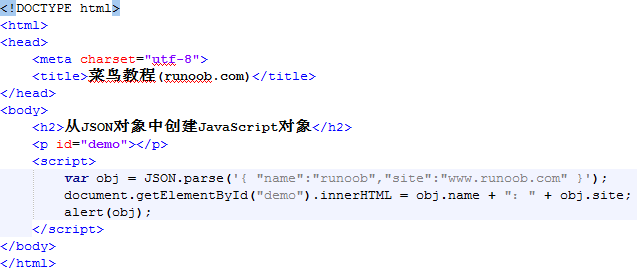 <!DOCTYPE html>
<html>
<head>
    <meta charset="utf-8">
    <title>菜鸟教程(runoob.com)</title>
</head>
<body>
    <h2>从JSON对象中创建JavaScript对象</h2>
    <p id="demo"></p>
    <script>
        var obj = JSON.parse('{ "name":"runoob","site":"www.runoob.com" }');
        document.getElementById("demo").innerHTML = obj.name + "：" + obj.site;
        alert(obj);
    </script>
</body>
</html>